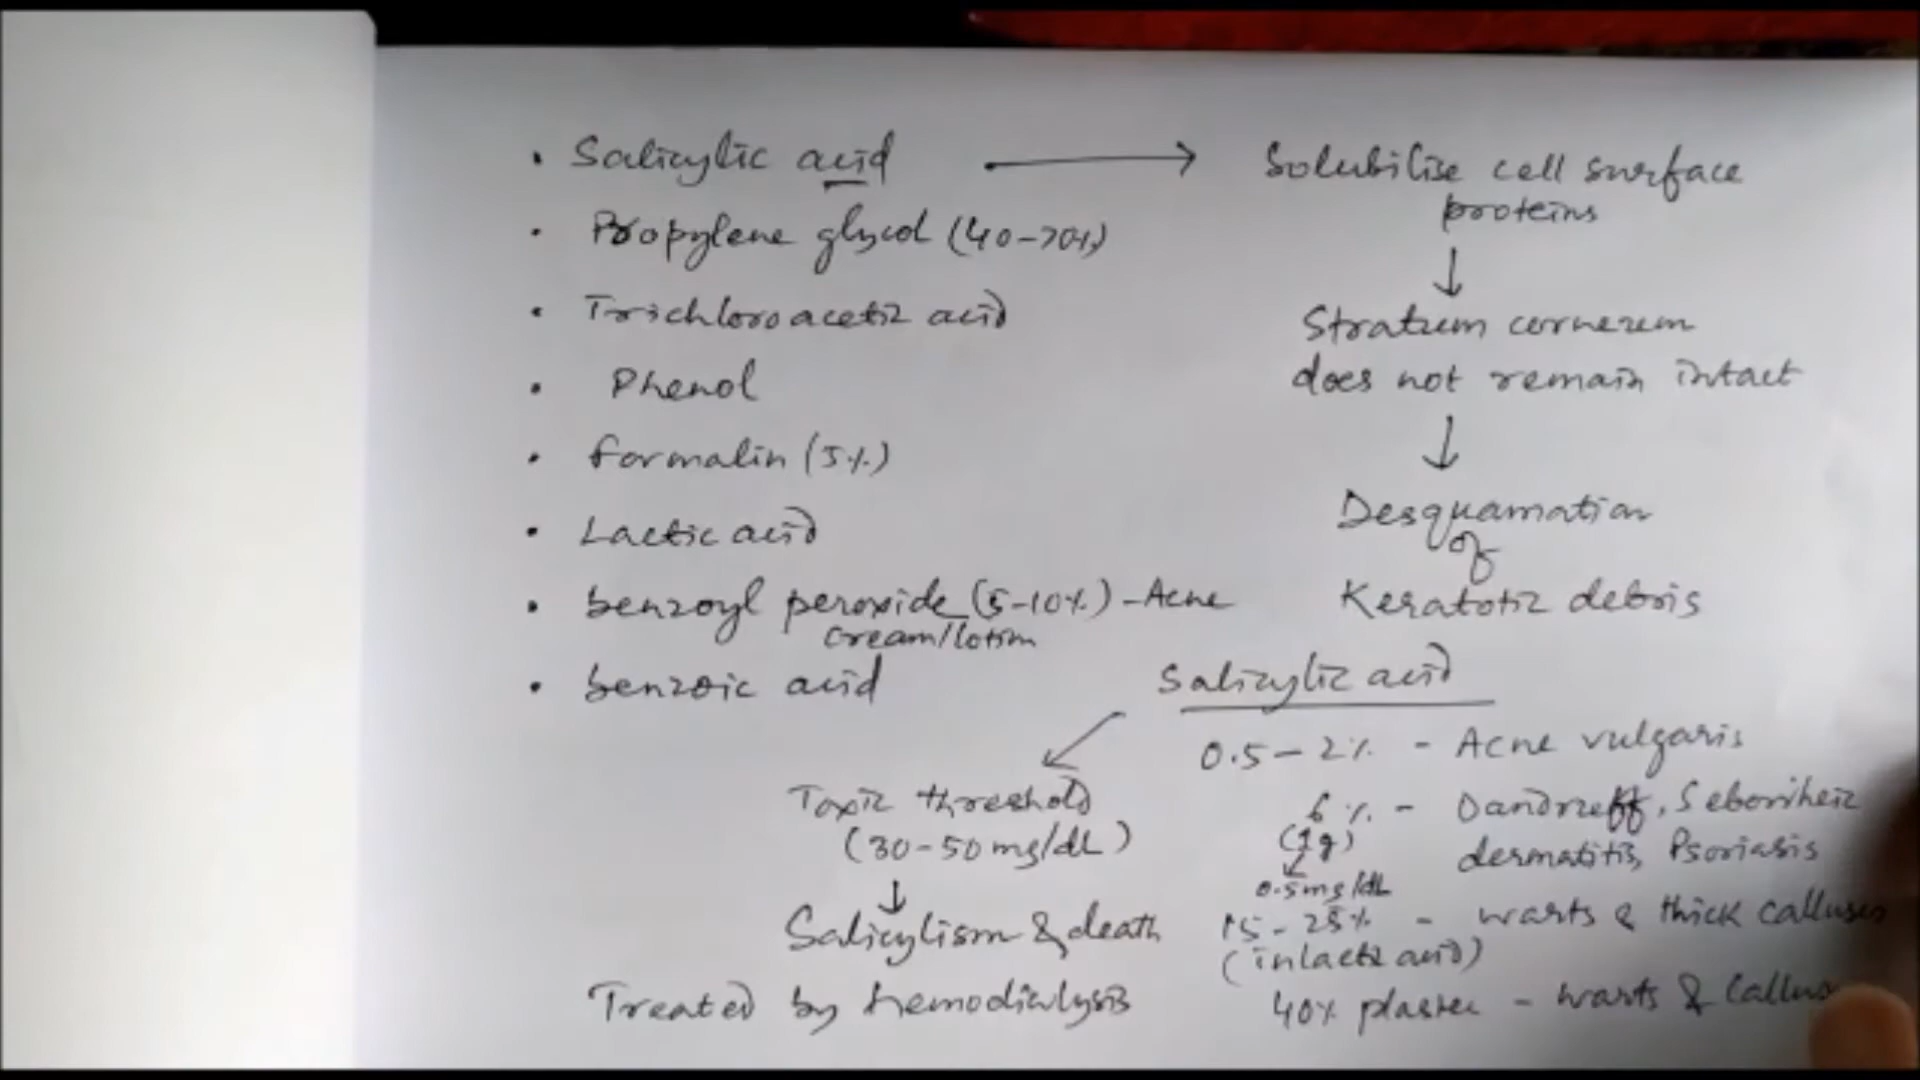 • Salicylic acid → Solubilise cell surface
proteins
• Propylene glycol (40-70%)
↓
• Trichloroacetic acid
Stratum corneum
does not remain intact
• Phenol
↓
• formalin (5%)
Desquamation
of
• Lactic acid
Keratotic debris
• benzoyl peroxide (5-10%) - Acne
cream/lotion
• benzoic acid
Salicylic acid
0.5-2% - Acne vulgaris
Toxic threshold
(30-50 mg/dL)
↓
Salicylism & death
Treated by hemodialysis
6% - Dandruff, Seborrheic
(1g)
dermatitis, Psoriasis
↓
0.5mg/dL
15-25% - warts & thick calluses
(in lactic acid)
40% plaster - warts & Callus